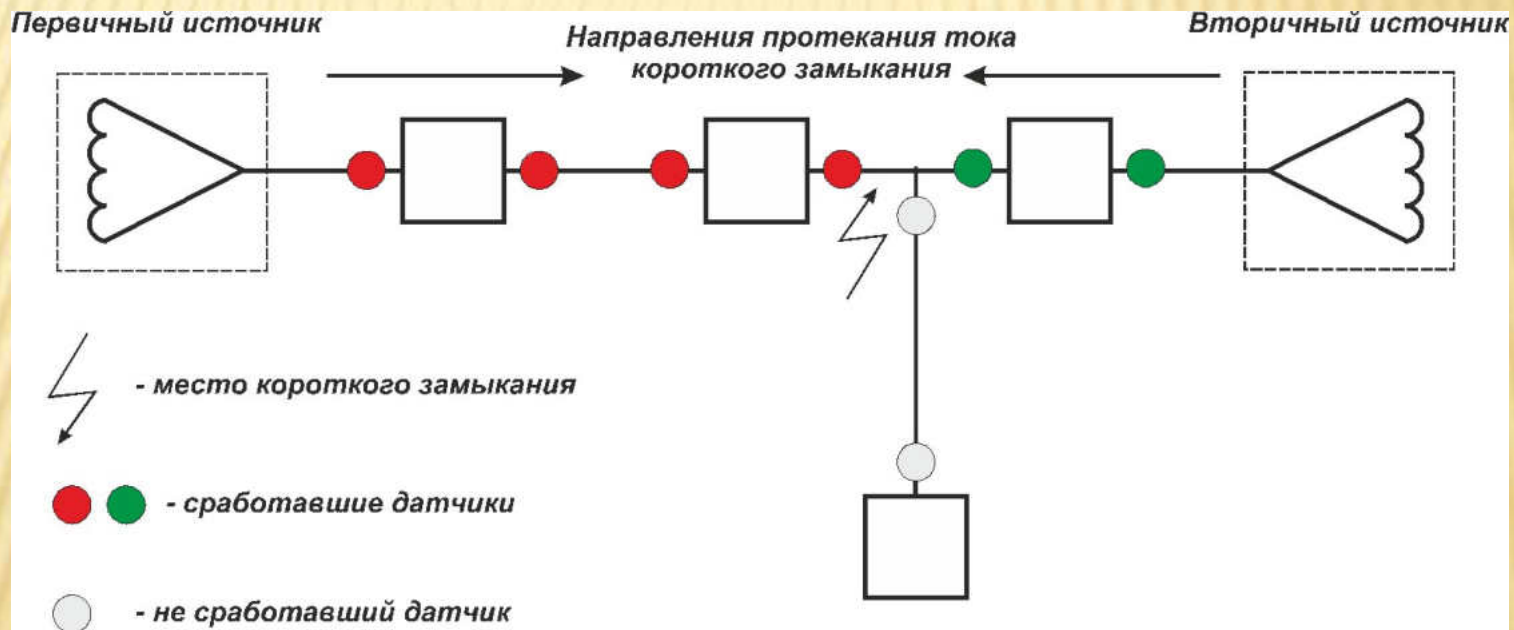 Первичный источник
Вторичный источник
Направления протекания тока
короткого замыкания
- место короткого замыкания
- сработавшие датчики
- не сработавший датчик